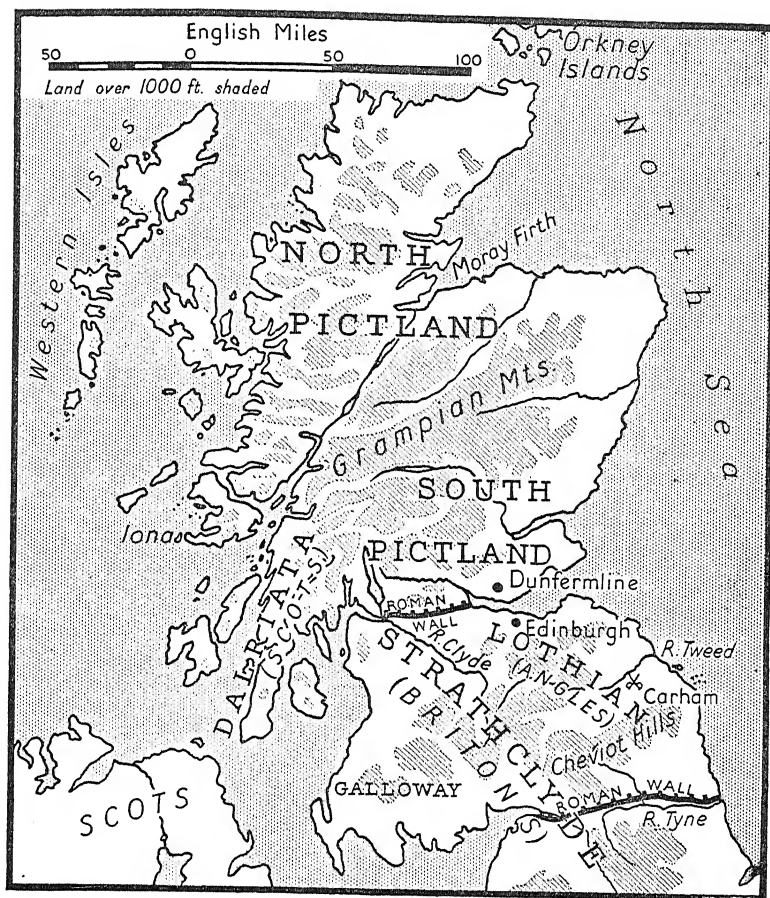 English Miles
50 0 50 100
Land over 1000 ft. shaded
Orkney
Islands
Western Isles
North Sea
NORTH
PICTLAND
Moray Firth
Grampian Mts.
SOUTH
PICTLAND
Iona
DALRIATA
(SCOTS)
Dunfermline
ROMAN
WALL
R. Clyde
Edinburgh
LOTHIAN
(ANGLES)
R. Tweed
Carham
STRATHCLYDE
(BRITONS)
Cheviot Hills
GALLOWAY
SCOTS
ROMAN WALL
R. Tyne